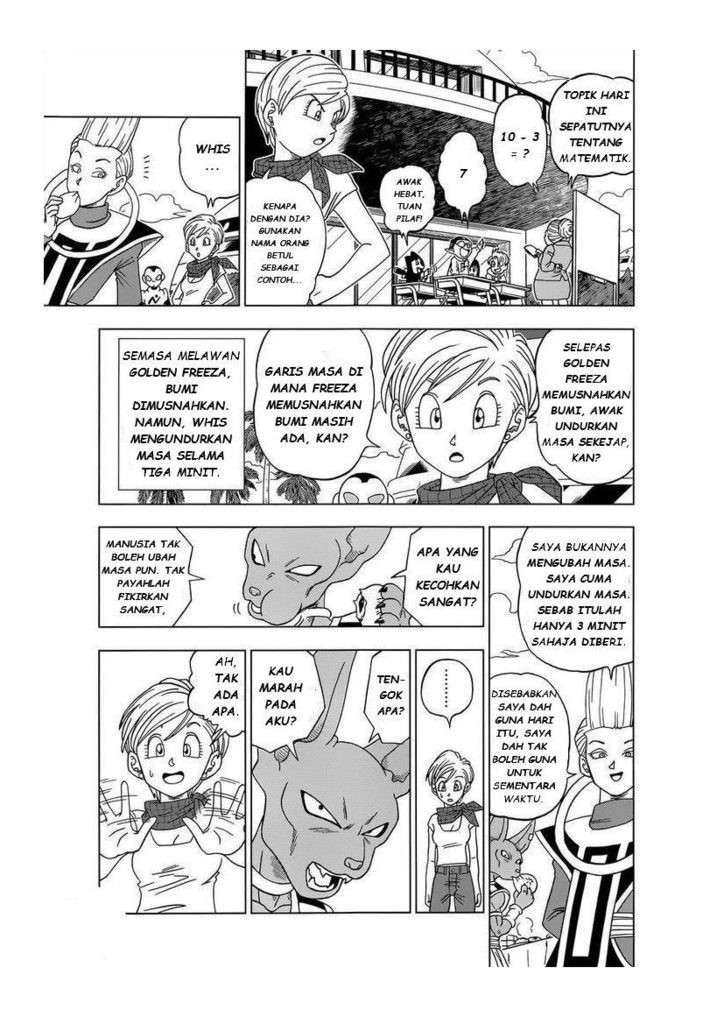 TOPIK HARI
INI
SEPATUTNYA
TENTANG
MATEMATIK.
10 - 3
= ?
7
AWAK
HEBAT,
TUAN
PILAF!
KENAPA
DENGAN DIA?
GUNAKAN
NAMA ORANG
BETUL
SEBAGAI
CONTOH...
WHIS
...
SELEPAS
GOLDEN
FREEZA
MEMUSNAHKAN
BUMI, AWAK
UNDURKAN
MASA SEKEJAP,
KAN?
GARIS MASA DI
MANA FREEZA
MEMUSNAHKAN
BUMI MASIH
ADA, KAN?
SEMASA MELAWAN
GOLDEN FREEZA,
BUMI
DIMUSNAHKAN.
NAMUN, WHIS
MENGUNDURKAN
MASA SELAMA
TIGA MINIT.
SAYA BUKANNYA
MENGUBAH MASA.
SAYA CUMA
UNDURKAN MASA.
SEBAB ITULAH
HANYA 3 MINIT
SAHAJA DIBERI.
DISEBABKAN
SAYA DAH
GUNA HARI
ITU, SAYA
DAH TAK
BOLEH GUNA
UNTUK
SEMENTARA
WAKTU.
APA YANG
KAU
KECOHKAN
SANGAT?
MANUSIA TAK
BOLEH UBAH
MASA PUN. TAK
PAYAHLAH
FIKIRKAN
SANGAT,
.........
TEN-
GOK
APA?
KAU
MARAH
PADA
AKU?
AH,
TAK
ADA
APA.